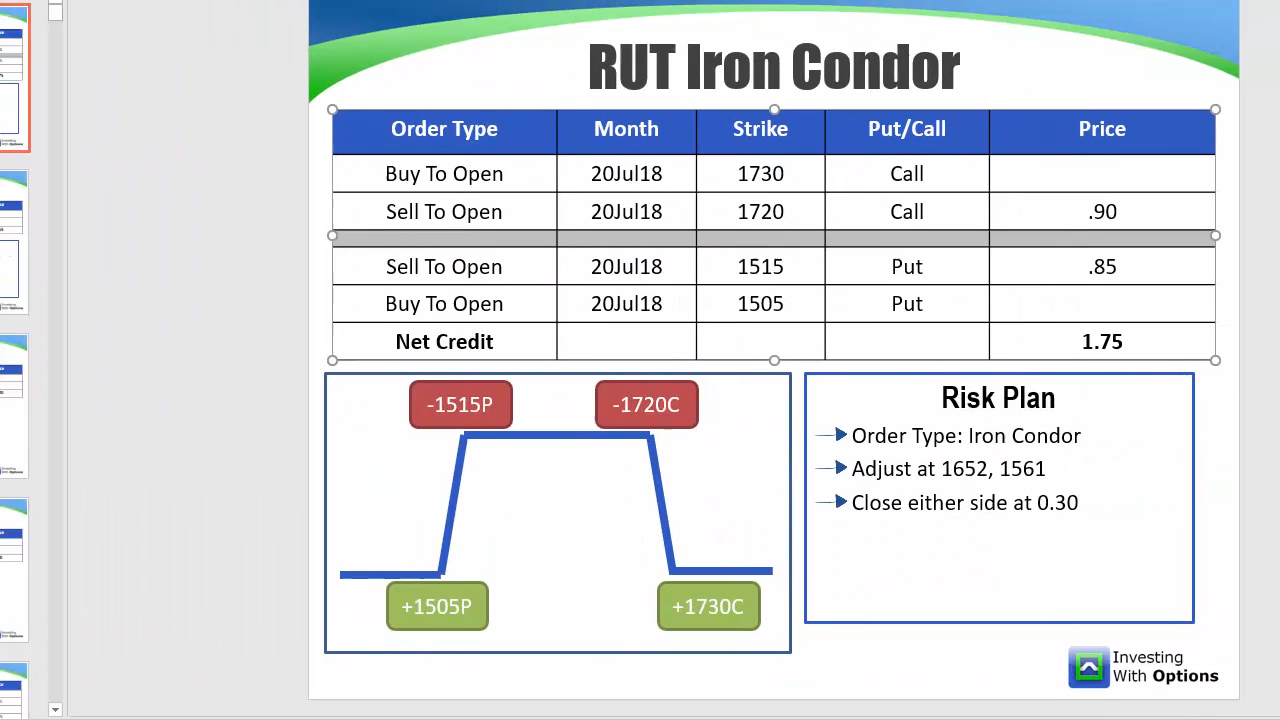 RUT Iron Condor
Order Type Month Strike Put/Call Price
Buy To Open 20Jul18 1730 Call
Sell To Open 20Jul18 1720 Call .90
Sell To Open 20Jul18 1515 Put .85
Buy To Open 20Jul18 1505 Put
Net Credit 1.75
-1515P -1720C
+1505P +1730C
Risk Plan
Order Type: Iron Condor
Adjust at 1652, 1561
Close either side at 0.30
Investing
With Options